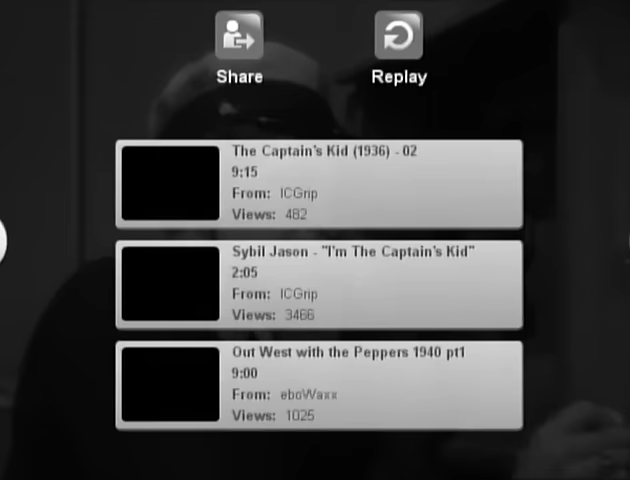 Share
Replay
The Captain's Kid (1936) - 02
9:15
From: ICGrip
Views: 482
Sybil Jason - "I'm The Captain's Kid"
2:05
From: ICGrip
Views: 3466
Out West with the Peppers 1940 pt1
9:00
From: eboWaxx
Views: 1025